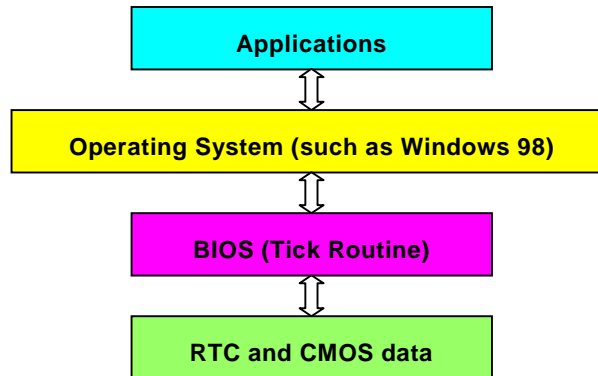 Applications
Operating System (such as Windows 98)
BIOS (Tick Routine)
RTC and CMOS data